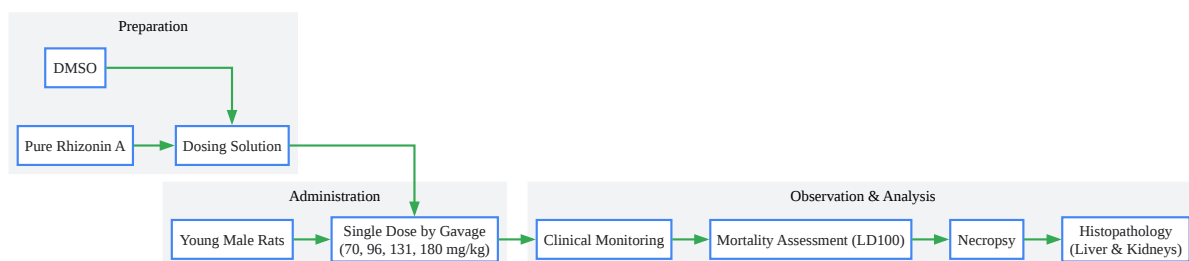 Preparation
DMSO
Pure Rhizonin A
Dosing Solution
Administration
Young Male Rats
Single Dose by Gavage
(70, 96, 131, 180 mg/kg)
Observation & Analysis
Clinical Monitoring
Mortality Assessment (LD100)
Necropsy
Histopathology
(Liver & Kidneys)